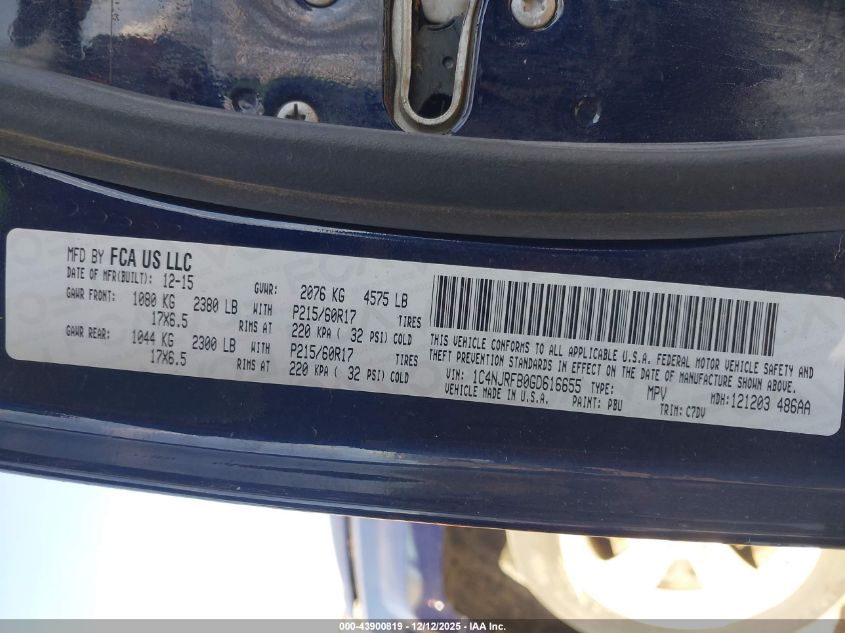 MFD BY FCA US LLC
DATE OF MFR(BUILT): 12-15 GVWR: 2076 KG 4575 LB
GAWR FRONT: 1080 KG 2380 LB WITH P215/60R17 TIRES
17X6.5 RIMS AT 220 KPA ( 32 PSI) COLD
GAWR REAR: 1044 KG 2300 LB WITH P215/60R17 TIRES
17X6.5 RIMS AT 220 KPA ( 32 PSI) COLD
THIS VEHICLE CONFORMS TO ALL APPLICABLE U.S.A. FEDERAL MOTOR VEHICLE SAFETY AND
THEFT PREVENTION STANDARDS IN EFFECT ON THE DATE OF MANUFACTURE SHOWN ABOVE.
VIN: 1C4NJRFB0GD616655 TYPE: MPV MDH:121203 486AA
VEHICLE MADE IN U.S.A. PAINT: PBU TRIM: C7DV
000-43900819 - 12/12/2025 - IAA Inc.